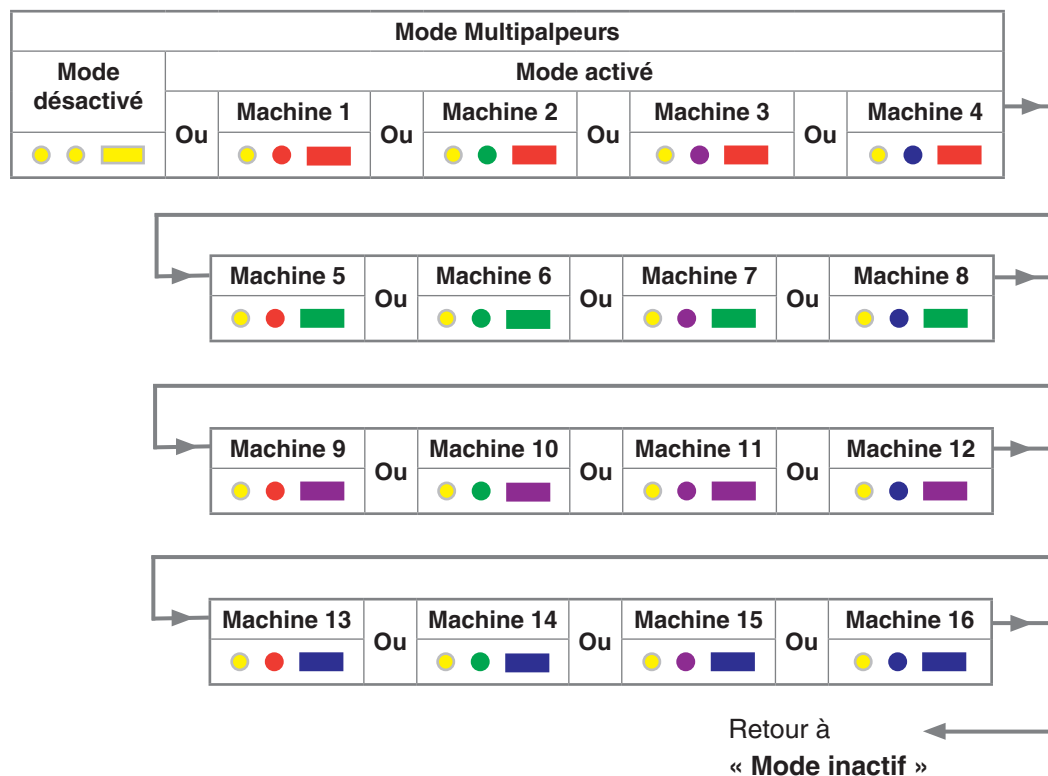 Mode Multipalpeurs
Mode
désactivé
Mode activé
Ou
Machine 1
Ou
Machine 2
Ou
Machine 3
Ou
Machine 4
Machine 5
Ou
Machine 6
Ou
Machine 7
Ou
Machine 8
Machine 9
Ou
Machine 10
Ou
Machine 11
Ou
Machine 12
Machine 13
Ou
Machine 14
Ou
Machine 15
Ou
Machine 16
Retour à
« Mode inactif »